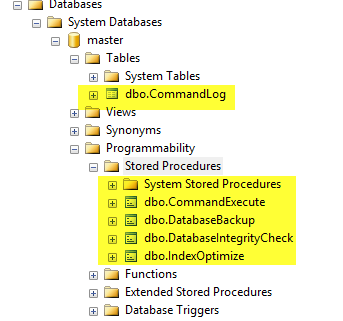 Databases
System Databases
master
Tables
System Tables
dbo.CommandLog
Views
Synonyms
Programmability
Stored Procedures
System Stored Procedures
dbo.CommandExecute
dbo.DatabaseBackup
dbo.DatabaseIntegrityCheck
dbo.IndexOptimize
Functions
Extended Stored Procedures
Database Triggers